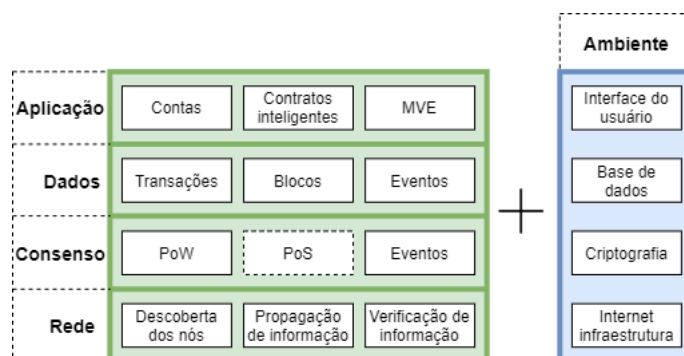 Ambiente
Aplicação
Contas
Contratos
inteligentes
MVE
Interface do
usuário
Dados
Transações
Blocos
Eventos
Base de
dados
Consenso
PoW
PoS
Eventos
Criptografia
Rede
Descoberta
dos nós
Propagação
de informação
Verificação de
informação
Internet
infraestrutura